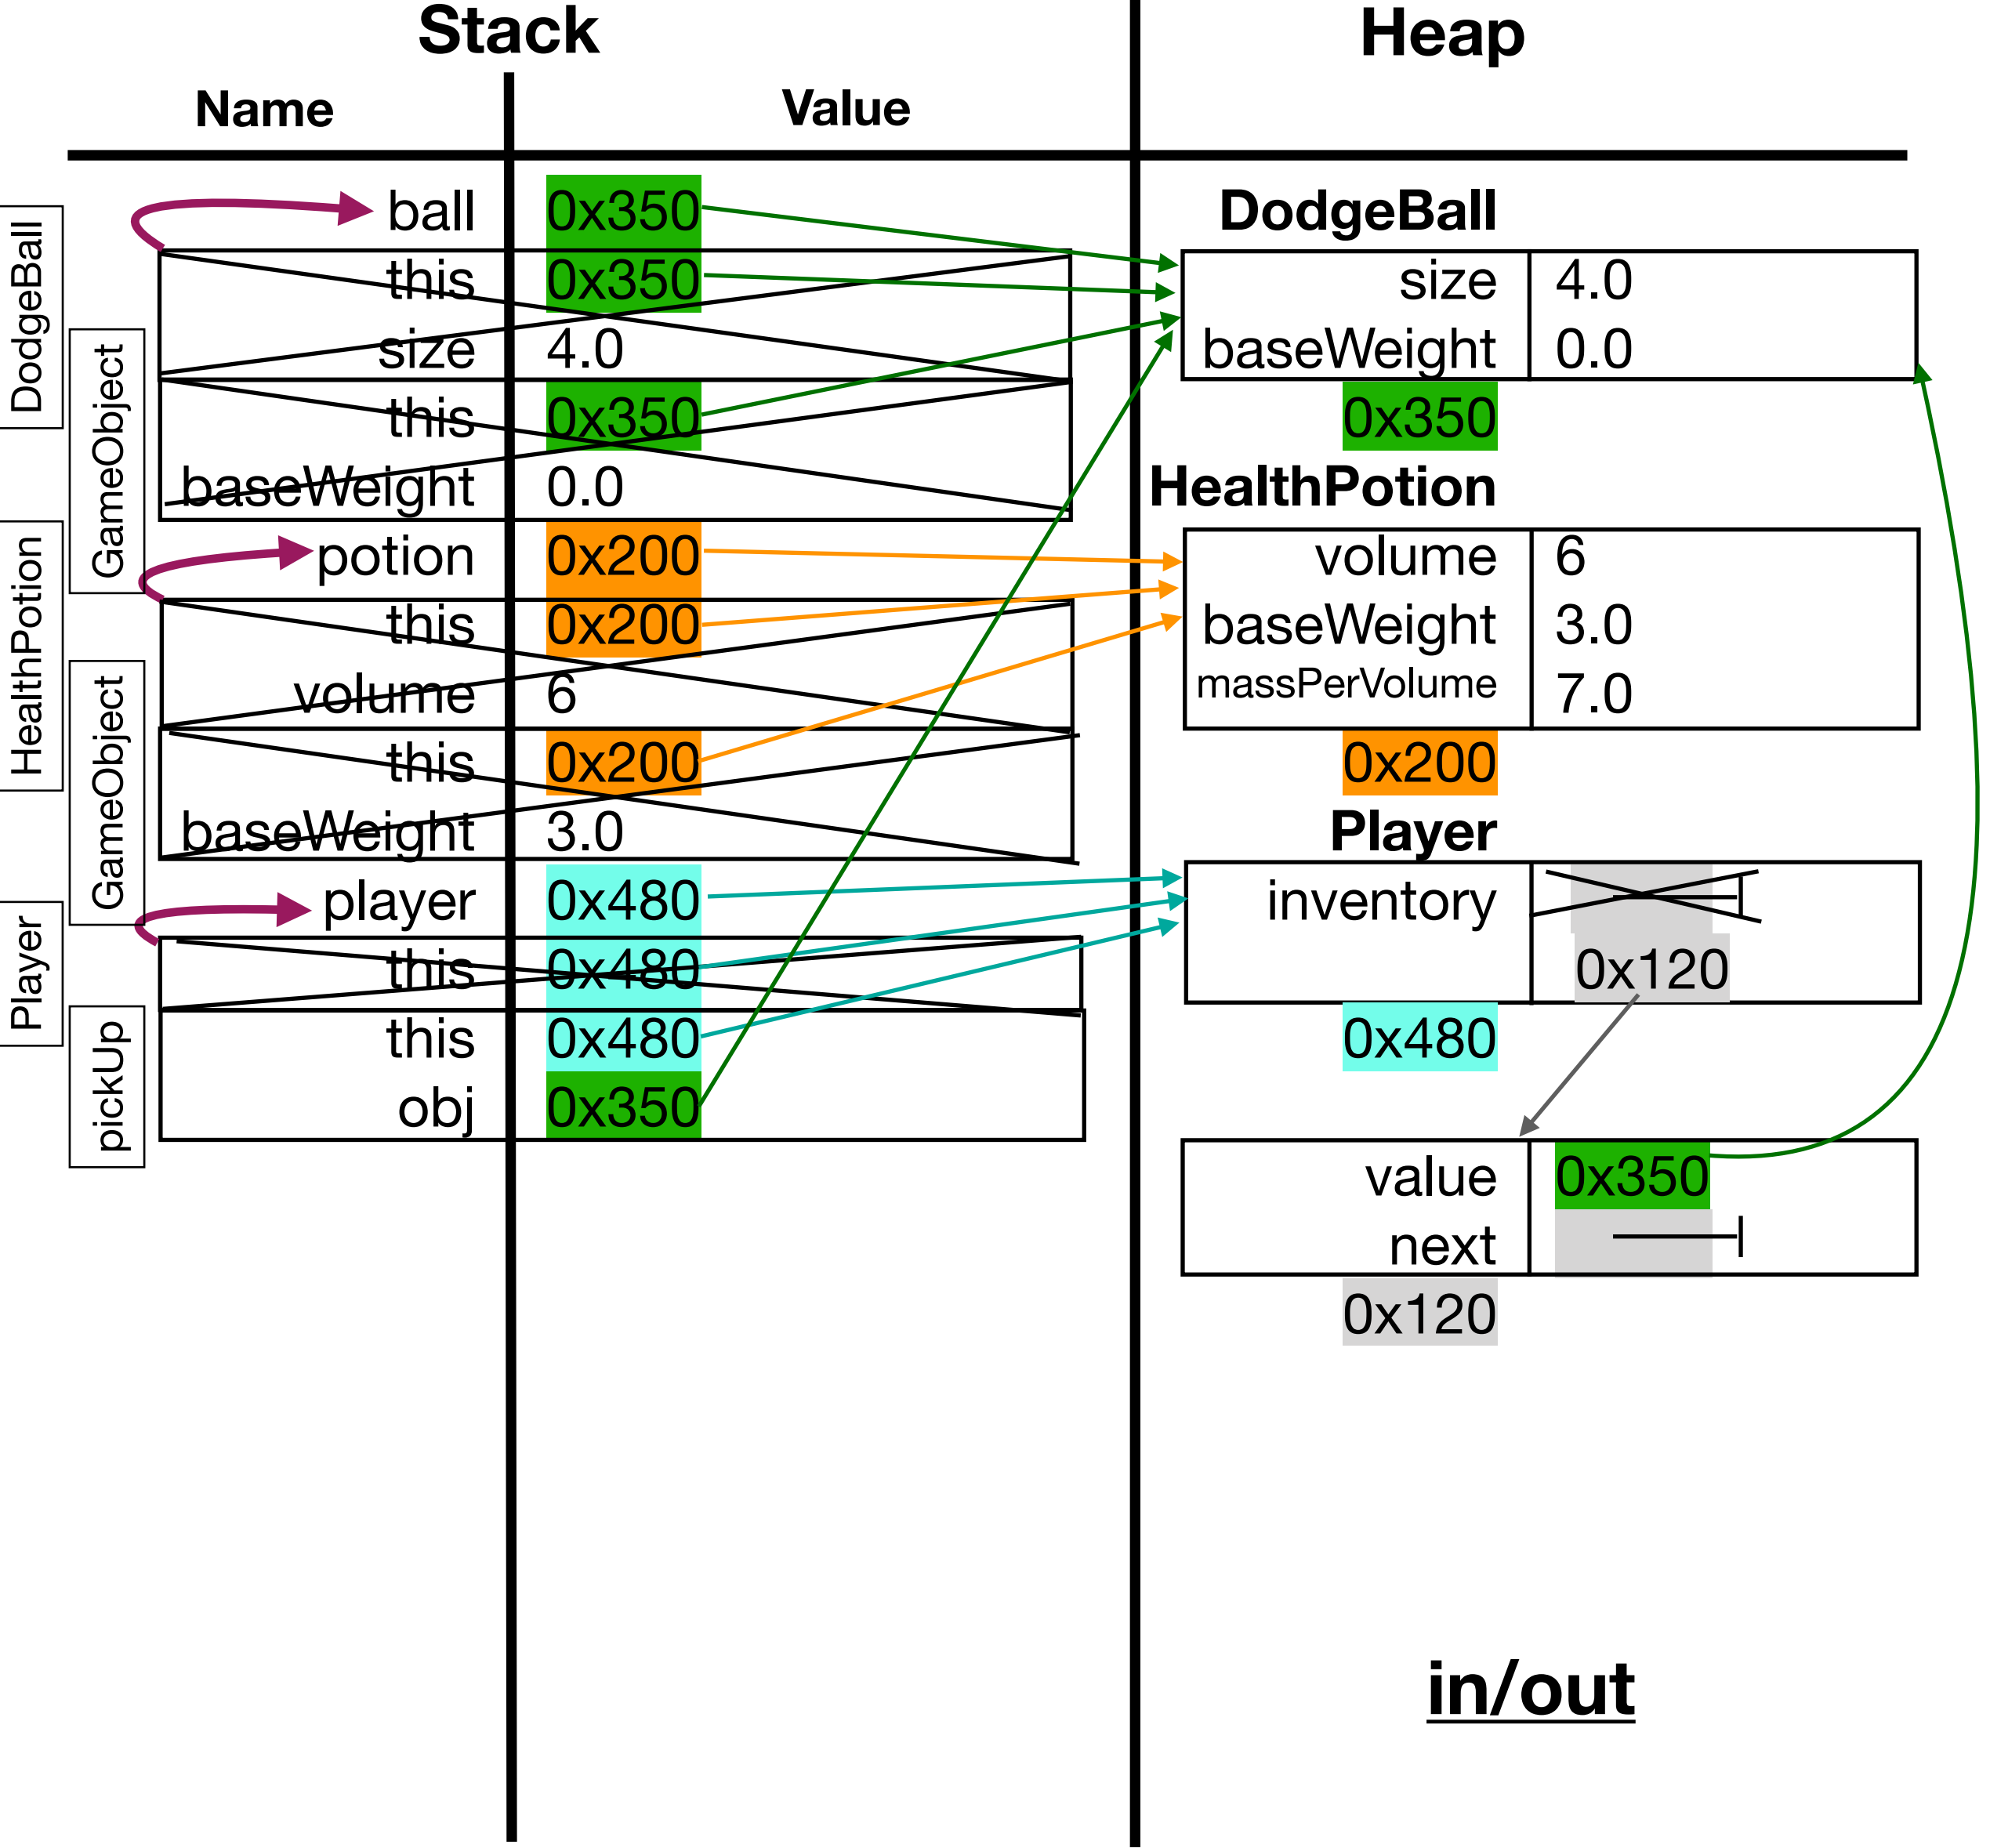 Stack
Heap
Name
Value
DodgeBall
GameObject
HealthPotion
GameObject
Player
pickUp
ball 0x350
this 0x350
size 4.0
this 0x350
baseWeight 0.0
potion 0x200
this 0x200
volume 6
this 0x200
baseWeight 3.0
player 0x480
this 0x480
this 0x480
obj 0x350
DodgeBall
size 4.0
baseWeight 0.0
0x350
HealthPotion
volume 6
baseWeight 3.0
massPerVolume 7.0
0x200
Player
inventory
0x120
0x480
value 0x350
next
0x120
in/out